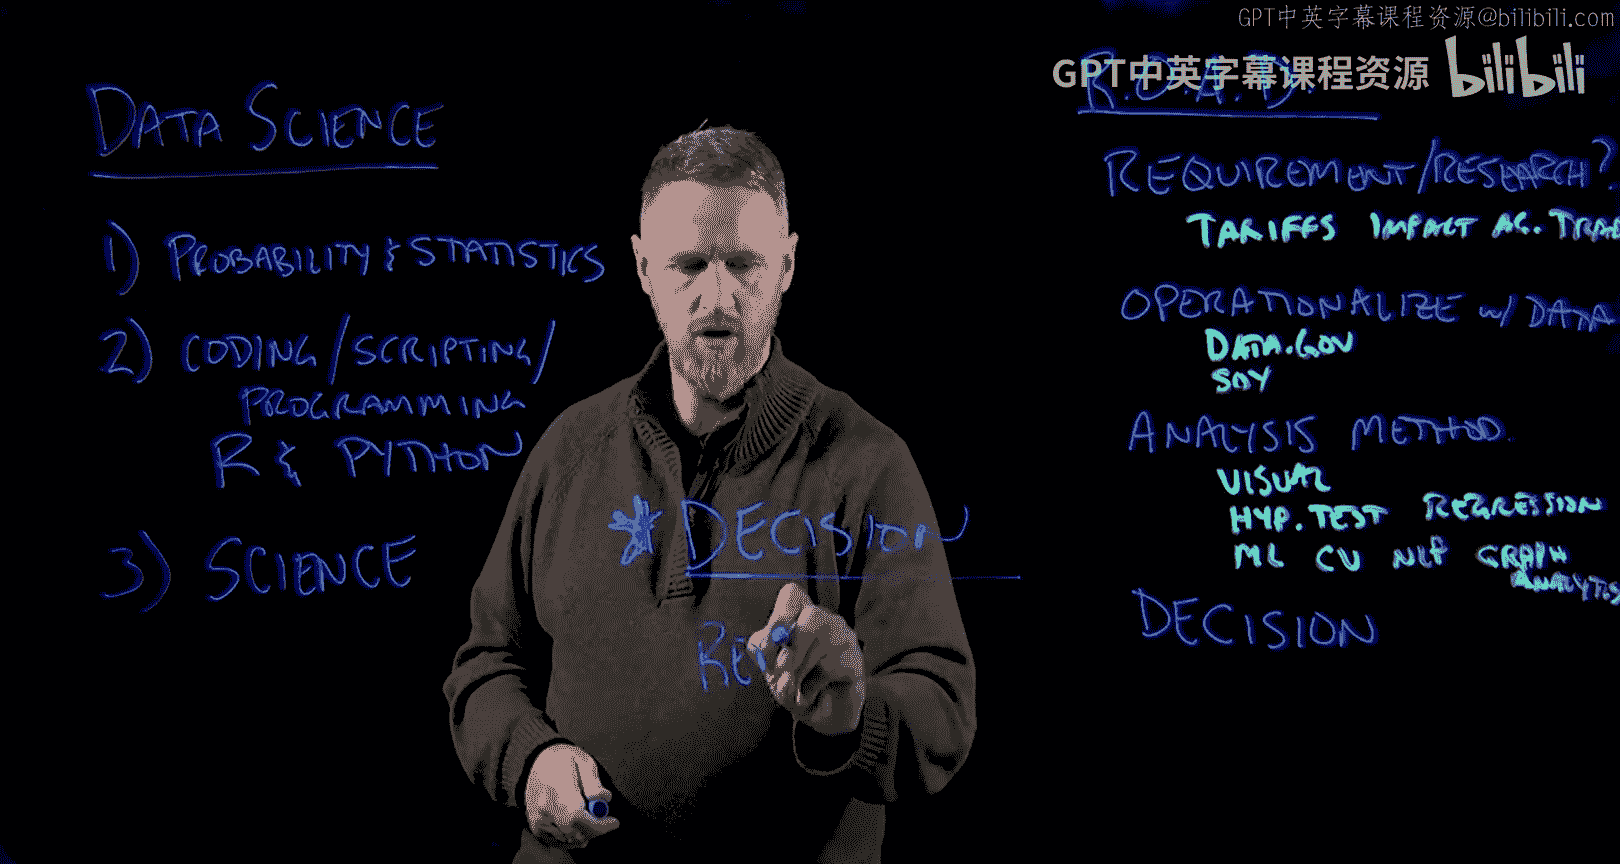 GPT中英字幕课程资源@bilibili.com
GPT中英字幕课程资源 bilibili
DATA SCIENCE
1) PROBABILITY & STATISTICS
2) CODING/SCRIPTING/
PROGRAMMING
R & PYTHON
3) SCIENCE
* DECISION
R.O.A.D.
REQUIREMENT/RESEARCH?
TARIFFS IMPACT AG.
OPERATIONALIZE w/ DATA
DATA.GOV
SOY
ANALYSIS METHOD
VISUAL
HYP. TEST REGRESSION
ML CV NLP GRAPH
ANALYTICS
DECISION